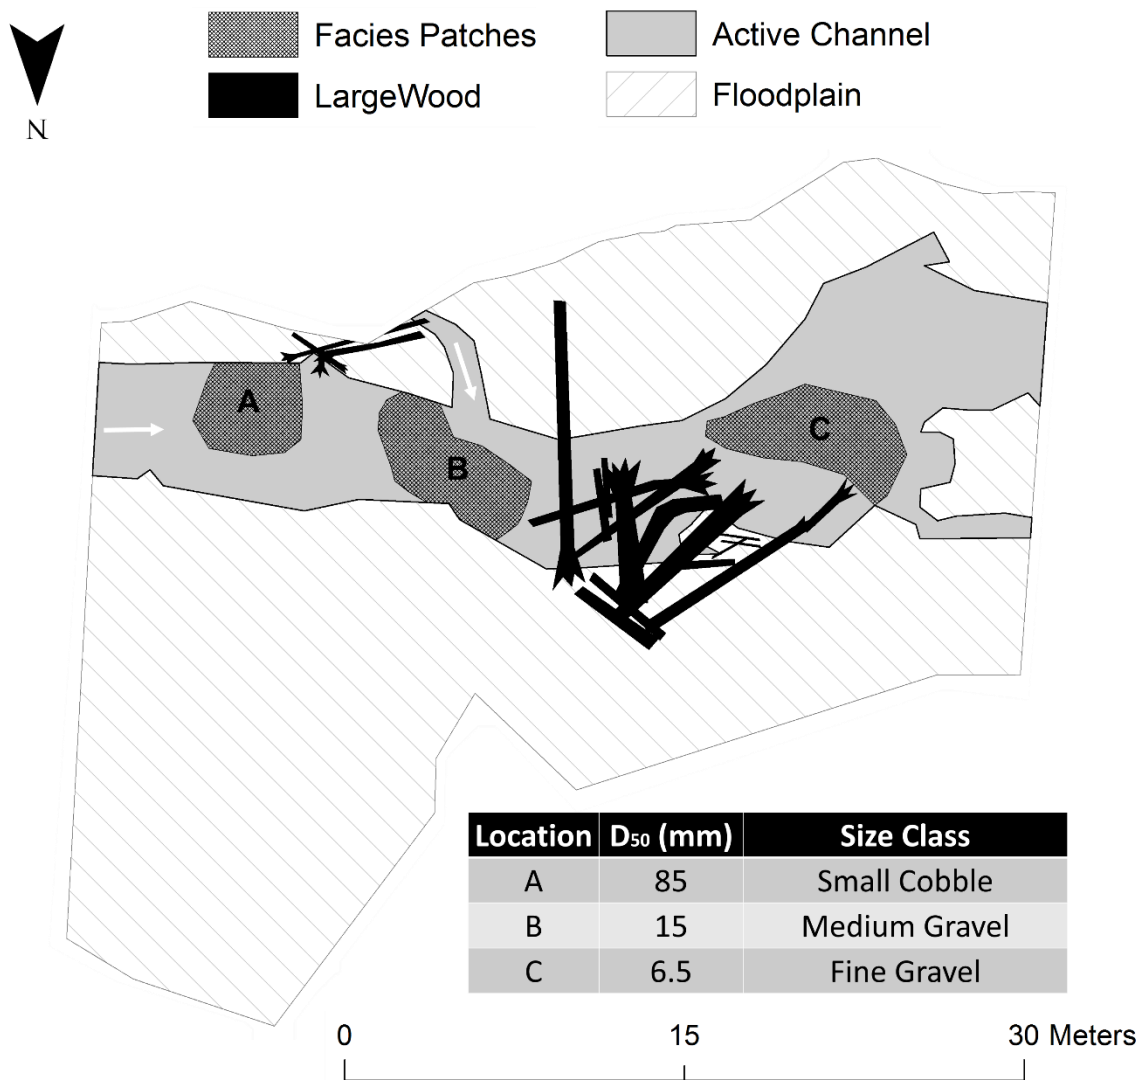 Facies Patches
Active Channel
LargeWood
Floodplain
N
A
B
C
Location D₅₀ (mm) Size Class
A 85 Small Cobble
B 15 Medium Gravel
C 6.5 Fine Gravel
0 15 30 Meters